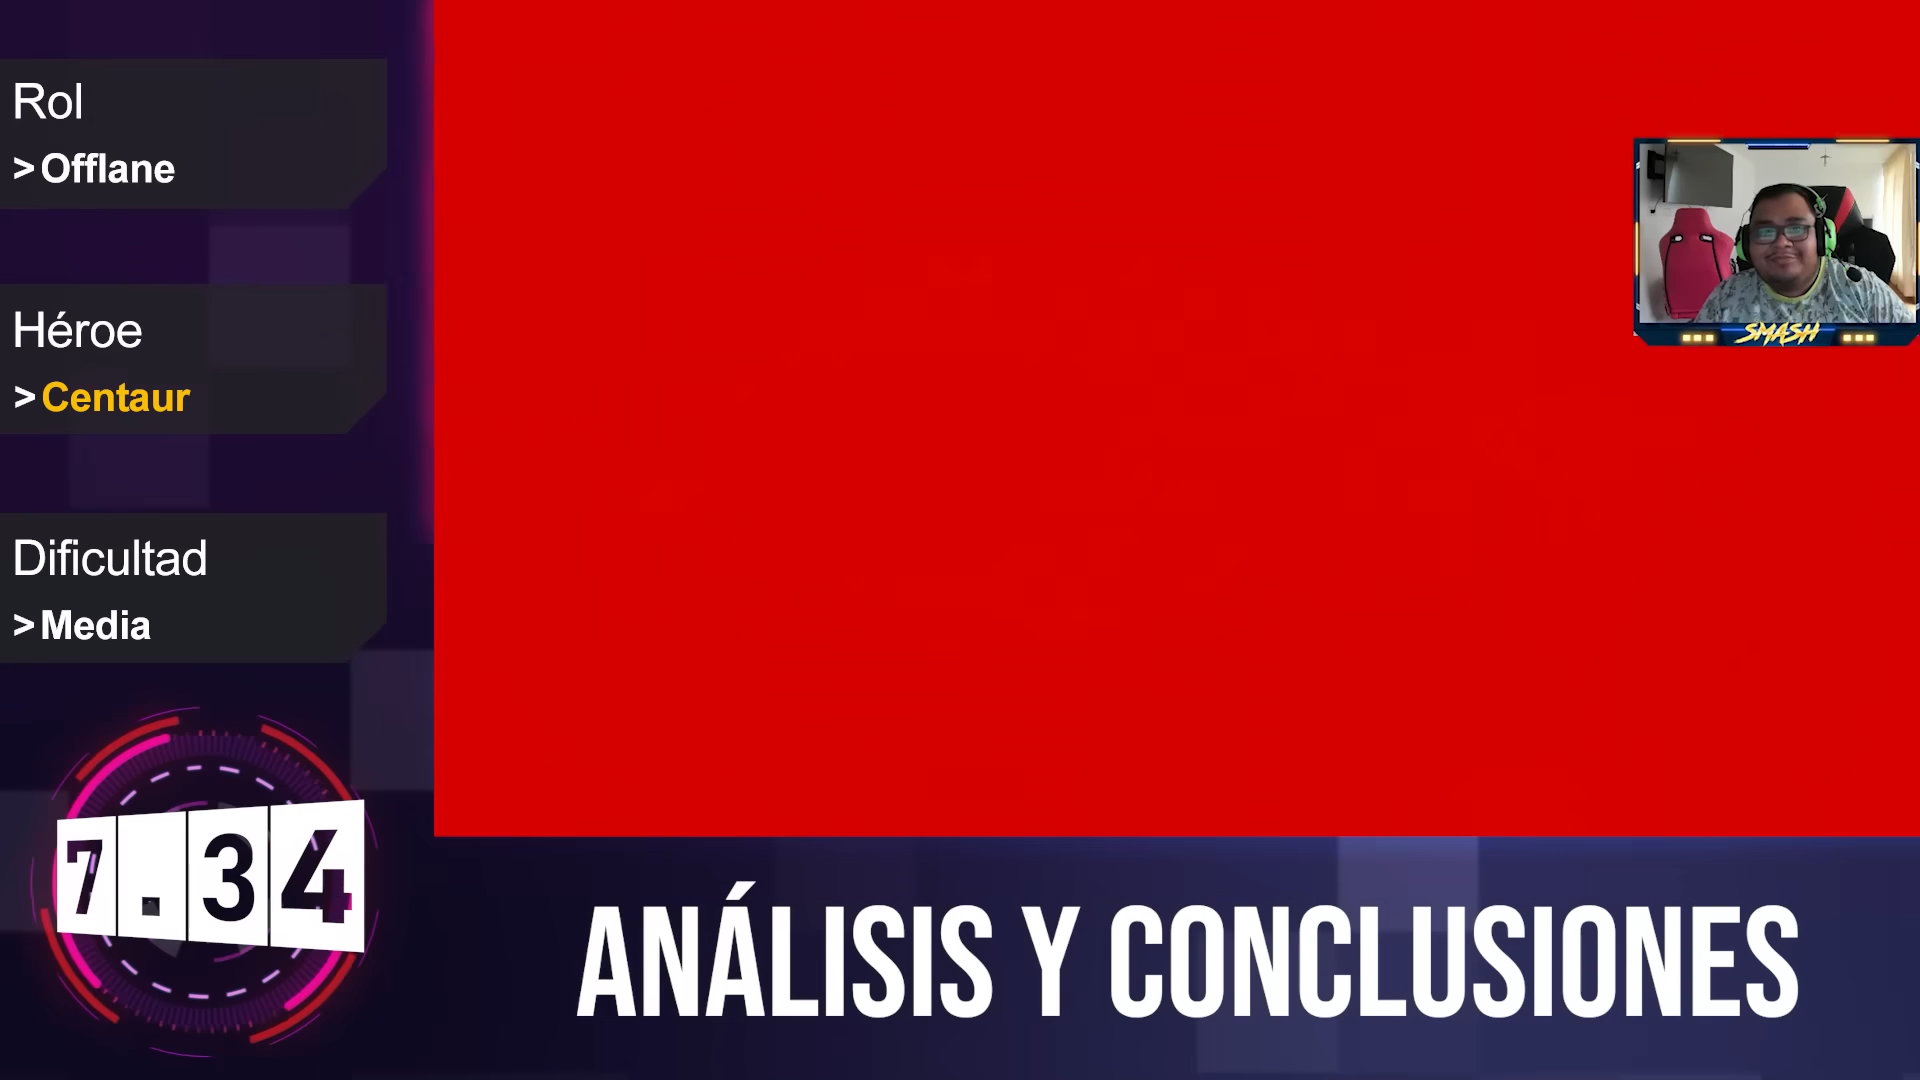 Rol
> Offlane
Héroe
> Centaur
Dificultad
> Media
7.34
SMASH
ANÁLISIS Y CONCLUSIONES